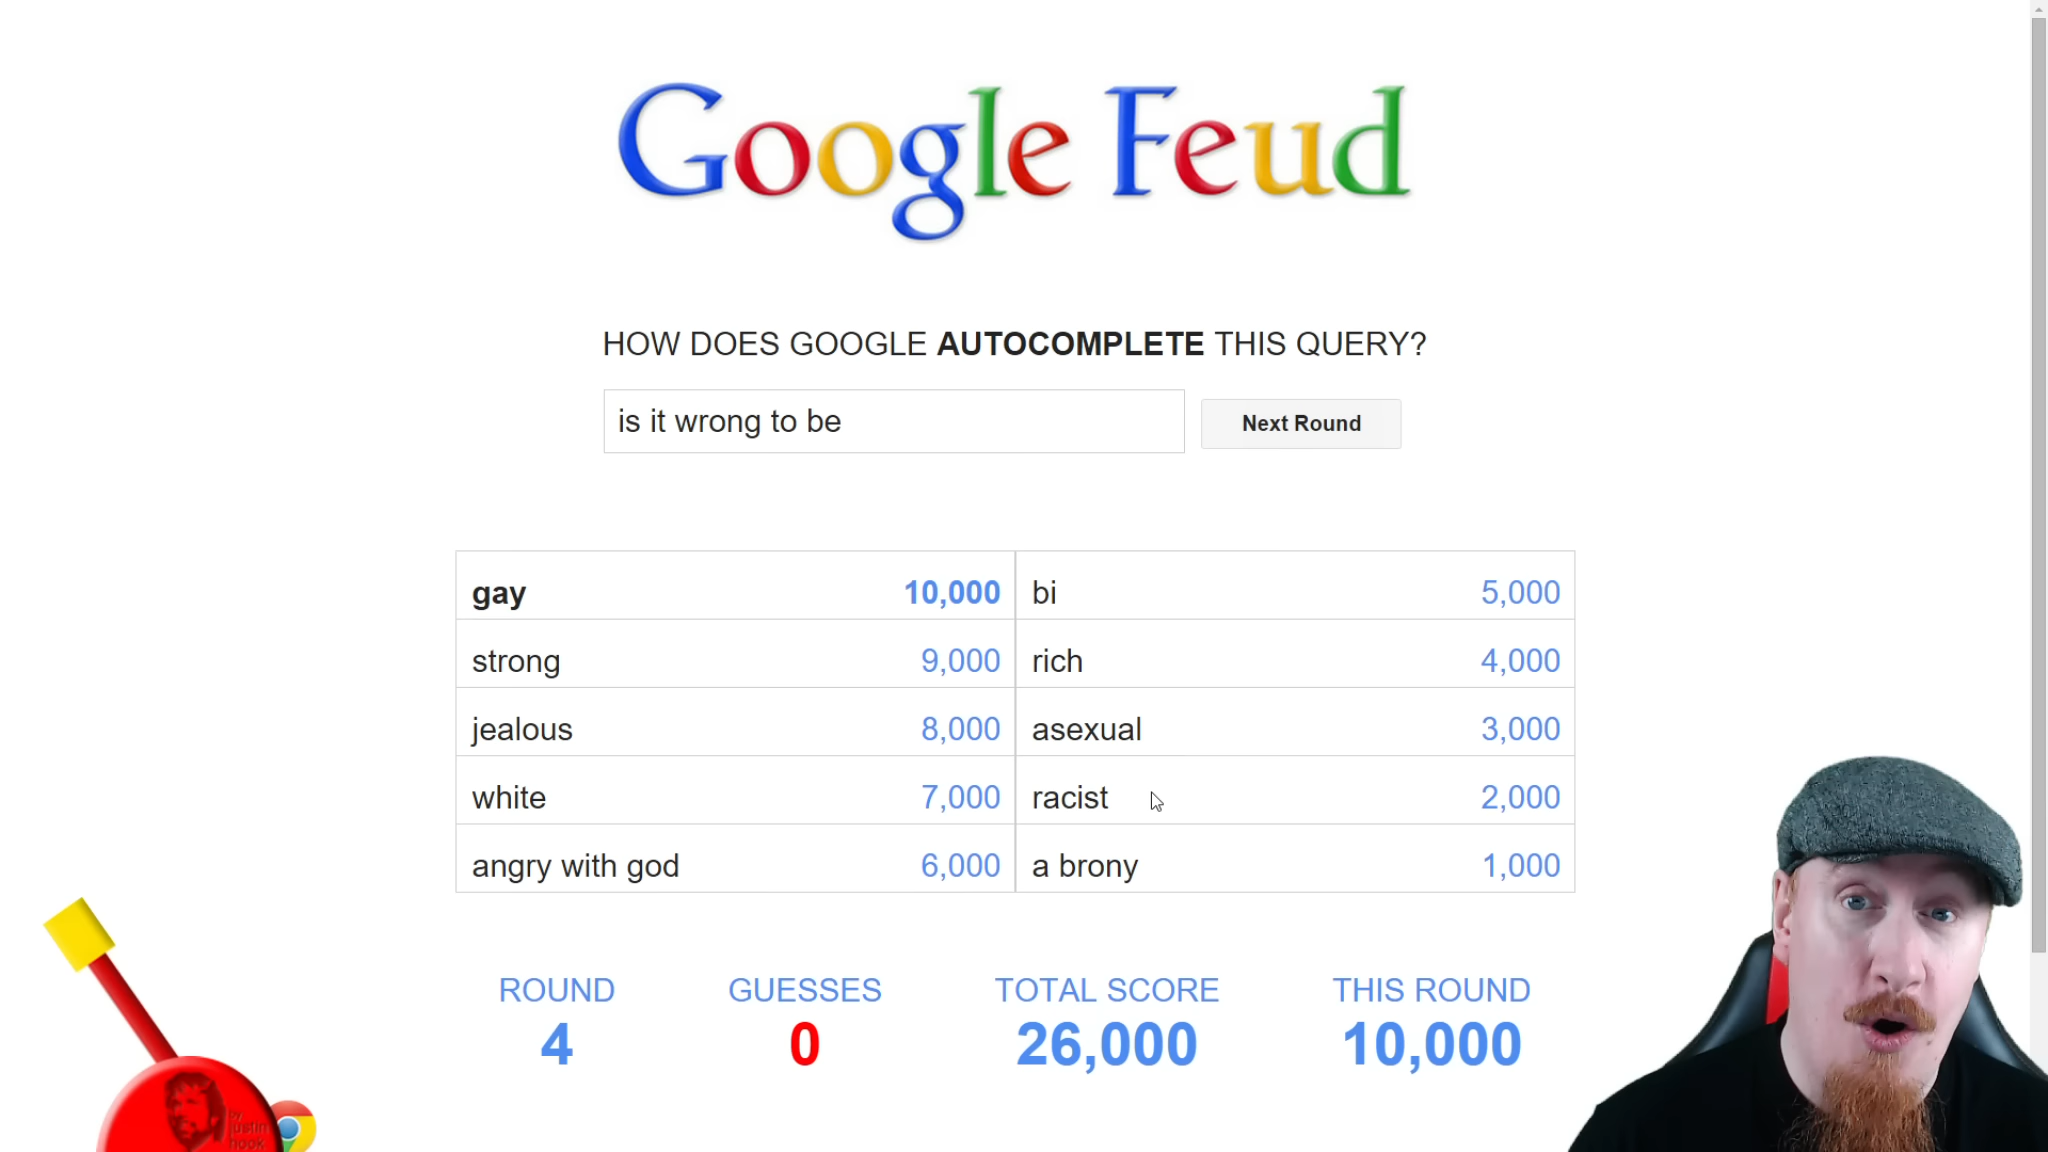 Google Feud
HOW DOES GOOGLE AUTOCOMPLETE THIS QUERY?
is it wrong to be
Next Round
gay 10,000 bi 5,000
strong 9,000 rich 4,000
jealous 8,000 asexual 3,000
white 7,000 racist 2,000
angry with god 6,000 a brony 1,000
ROUND GUESSES TOTAL SCORE THIS ROUND
4 0 26,000 10,000
by
justin
hook